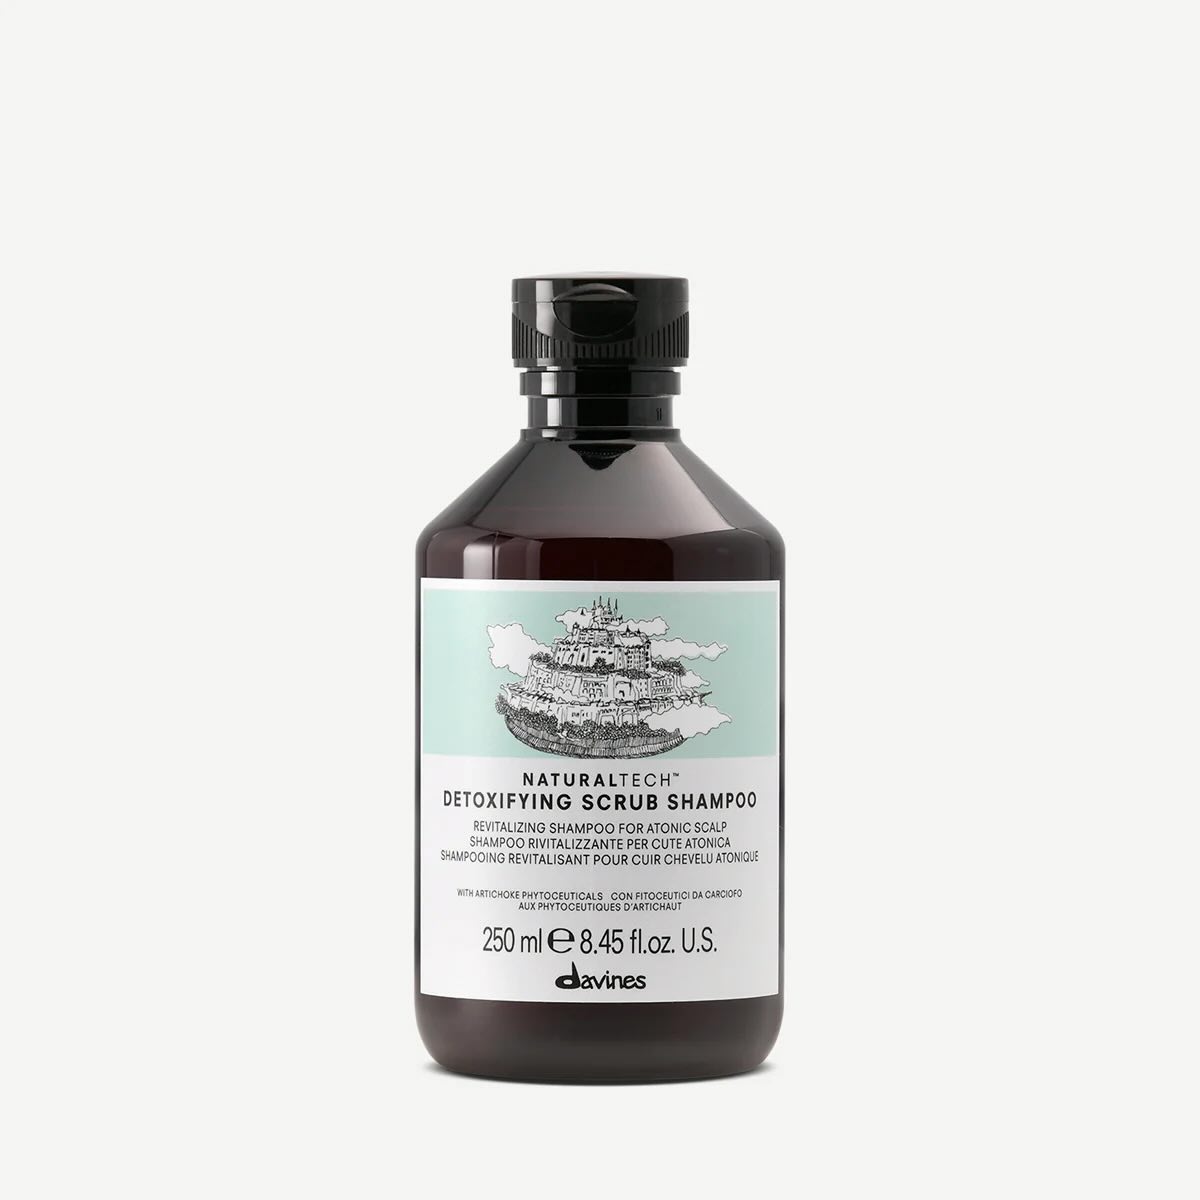 NATURALTECH™
DETOXIFYING SCRUB SHAMPOO
REVITALIZING SHAMPOO FOR ATONIC SCALP
SHAMPOO RIVITALIZZANTE PER CUTE ATONICA
SHAMPOOING REVITALISANT POUR CUIR CHEVELU ATONIQUE
WITH ARTICHOKE PHYTOCEUTICALS CON FITOCEUTICI DA CARCIOFO
AUX PHYTOCEUTIQUES D'ARTICHAUT
250 ml ℮ 8.45 fl.oz. U.S.
davines